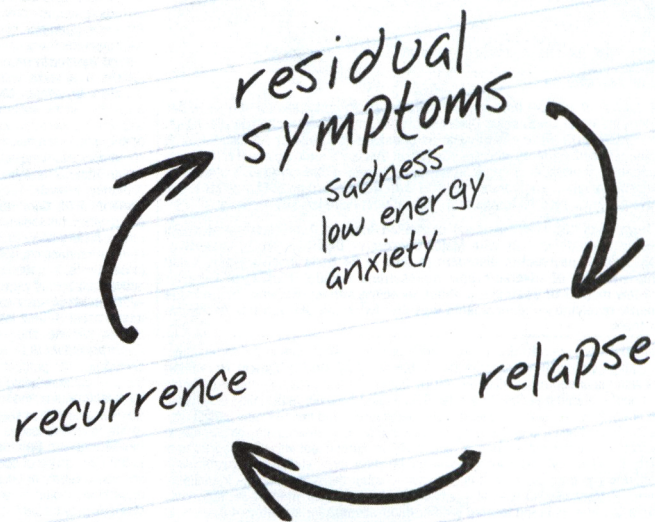 residual
symptoms
sadness
low energy
anxiety
relapse
recurrence